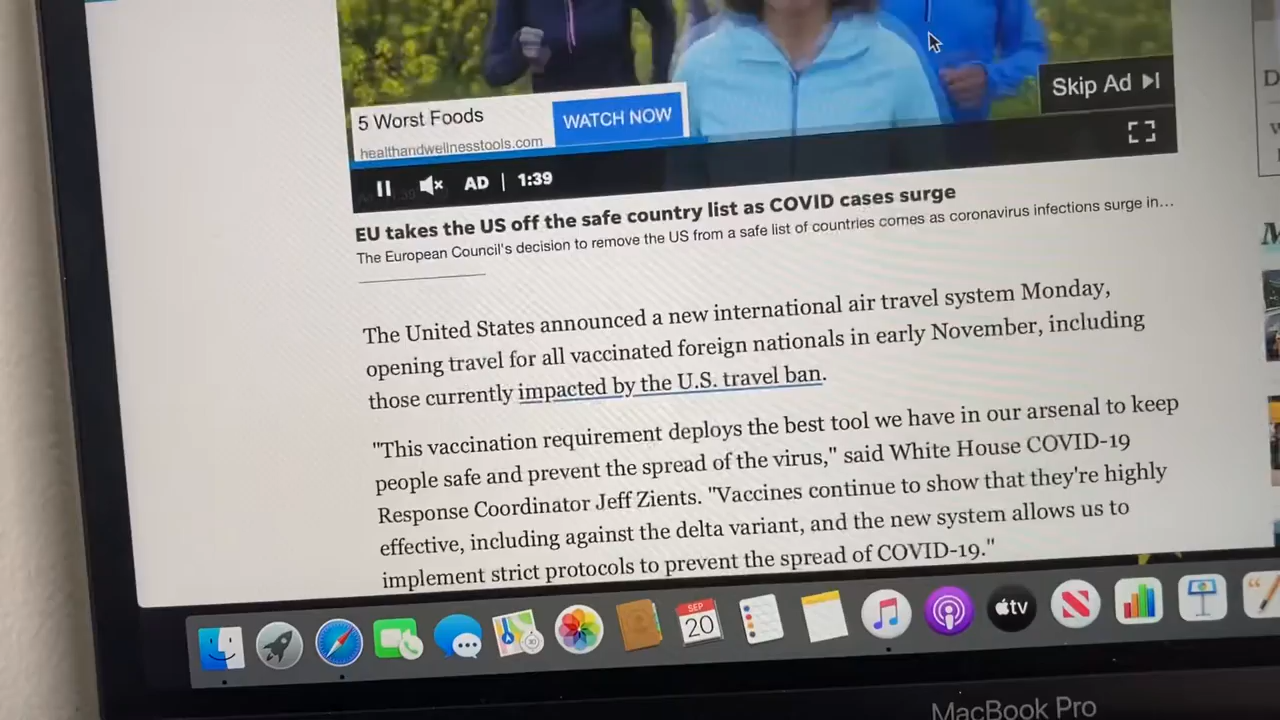 Skip Ad
5 Worst Foods
WATCH NOW
healthandwellnesstools.com
AD | 1:39
EU takes the US off the safe country list as COVID cases surge
The European Council's decision to remove the US from a safe list of countries comes as coronavirus infections surge in...
The United States announced a new international air travel system Monday,
opening travel for all vaccinated foreign nationals in early November, including
those currently impacted by the U.S. travel ban.
"This vaccination requirement deploys the best tool we have in our arsenal to keep
people safe and prevent the spread of the virus," said White House COVID-19
Response Coordinator Jeff Zients. "Vaccines continue to show that they're highly
effective, including against the delta variant, and the new system allows us to
implement strict protocols to prevent the spread of COVID-19."
SEP
20
tv
MacBook Pro